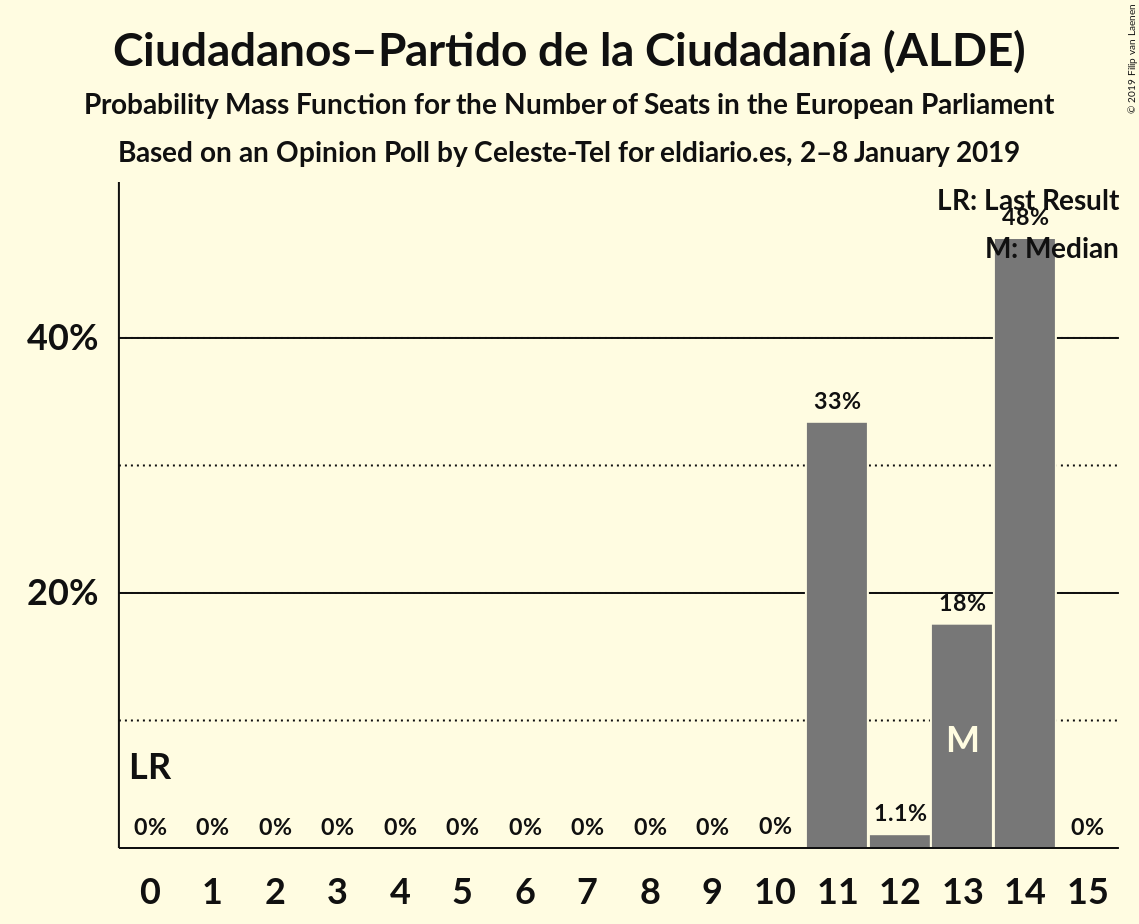 Ciudadanos–Partido de la Ciudadanía (ALDE)
Probability Mass Function for the Number of Seats in the European Parliament
Based on an Opinion Poll by Celeste-Tel for eldiario.es, 2–8 January 2019
© 2019 Filip van Laenen
LR: Last Result
48%
M: Median
40%
33%
20%
18%
M
LR
1.1%
0% 0% 0% 0% 0% 0% 0% 0% 0% 0% 0% 0%
0 1 2 3 4 5 6 7 8 9 10 11 12 13 14 15